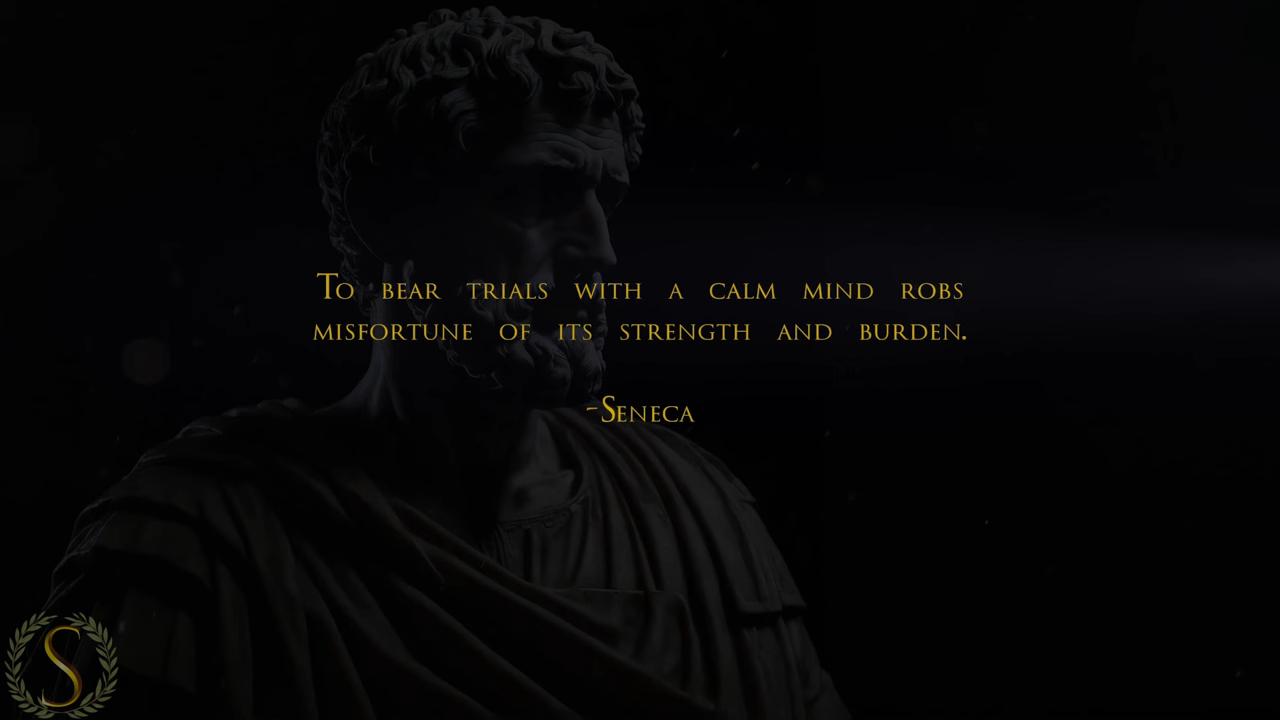 To bear trials with a calm mind robs
misfortune of its strength and burden.
-Seneca
S